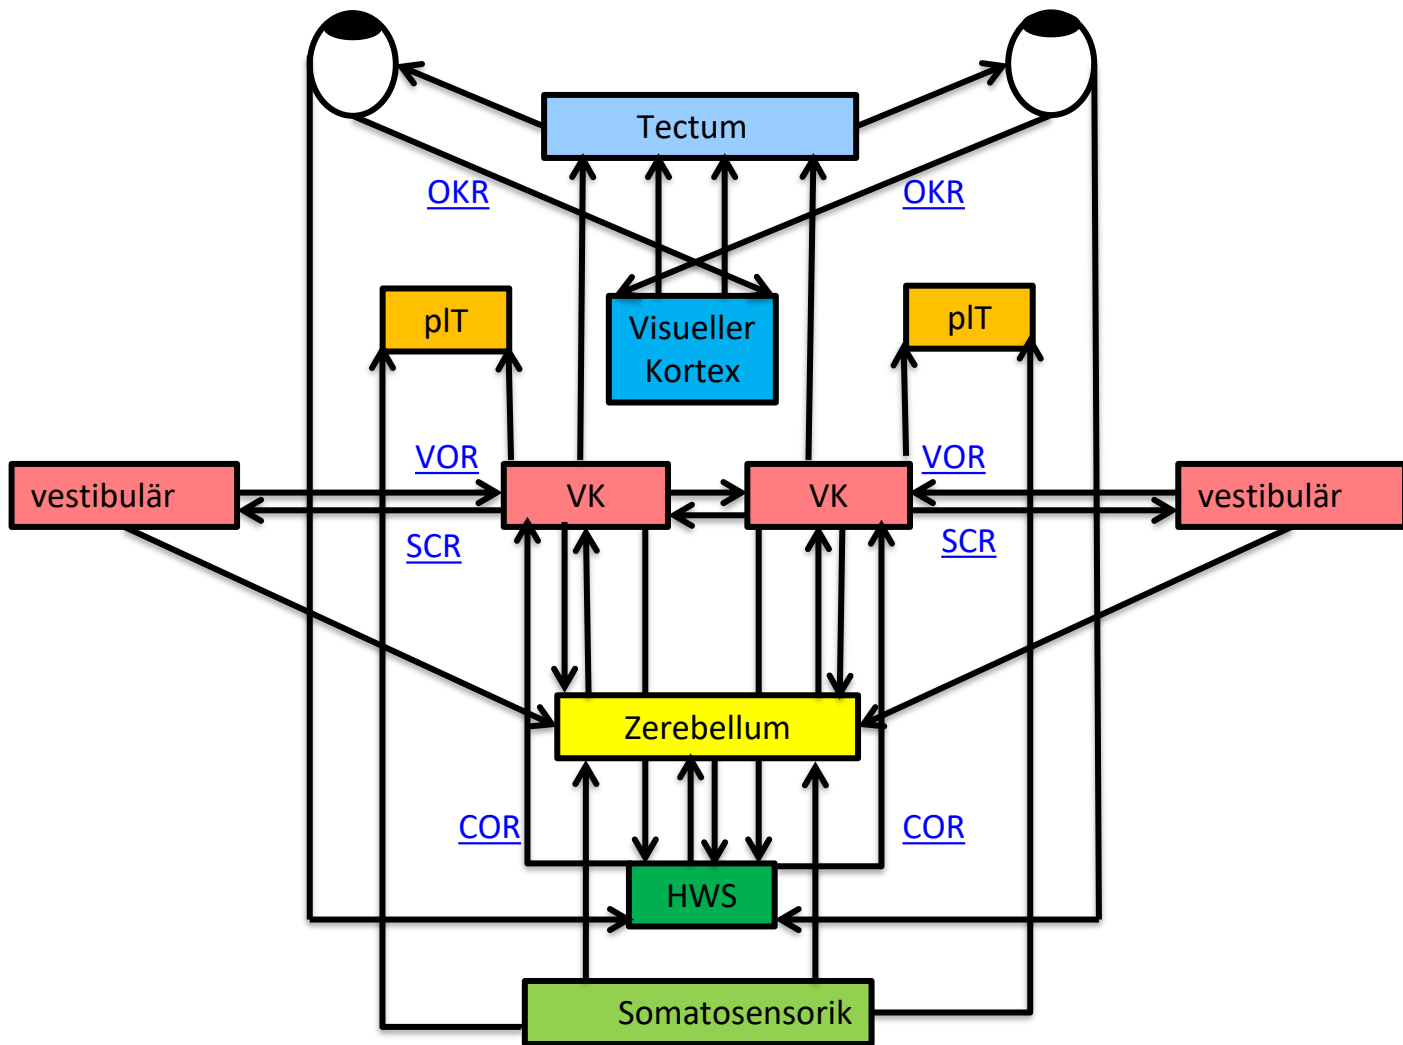 Tectum
OKR
OKR
plT
Visueller
Kortex
plT
VOR
VOR
vestibulär
VK
VK
vestibulär
SCR
SCR
Zerebellum
COR
COR
HWS
Somatosensorik